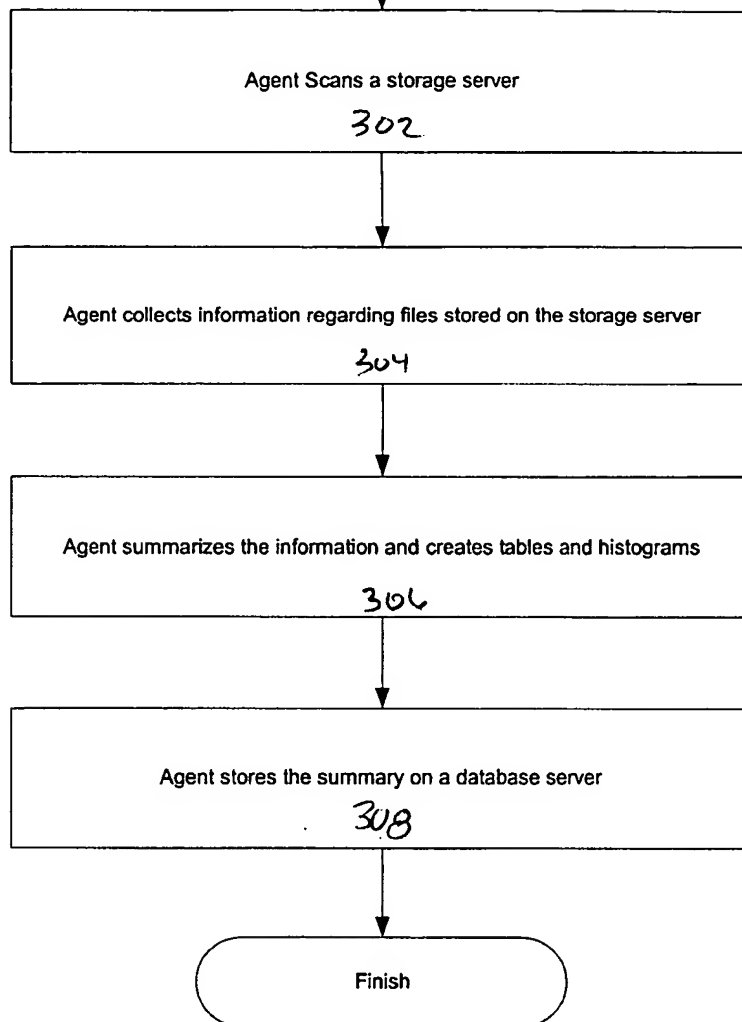 Agent Scans a storage server
302
Agent collects information regarding files stored on the storage server
304
Agent summarizes the information and creates tables and histograms
306
Agent stores the summary on a database server
308
Finish